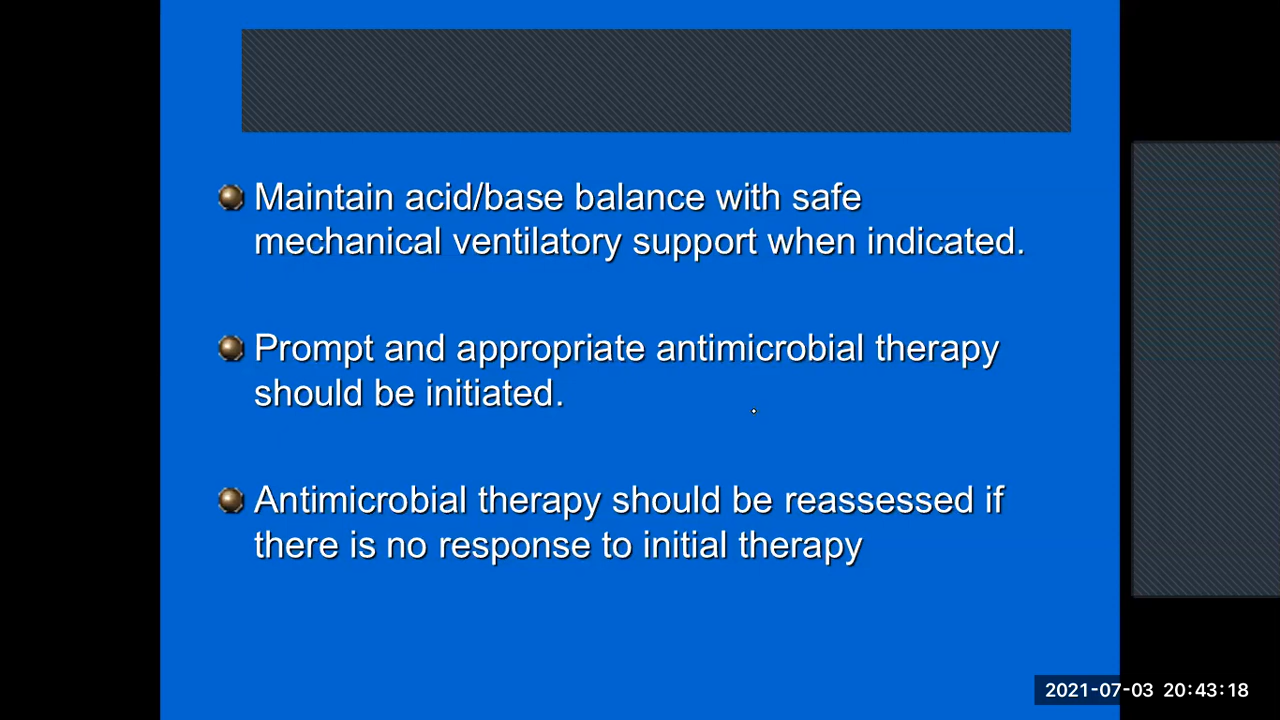 Maintain acid/base balance with safe
mechanical ventilatory support when indicated.
Prompt and appropriate antimicrobial therapy
should be initiated.
Antimicrobial therapy should be reassessed if
there is no response to initial therapy
2021-07-03 20:43:18